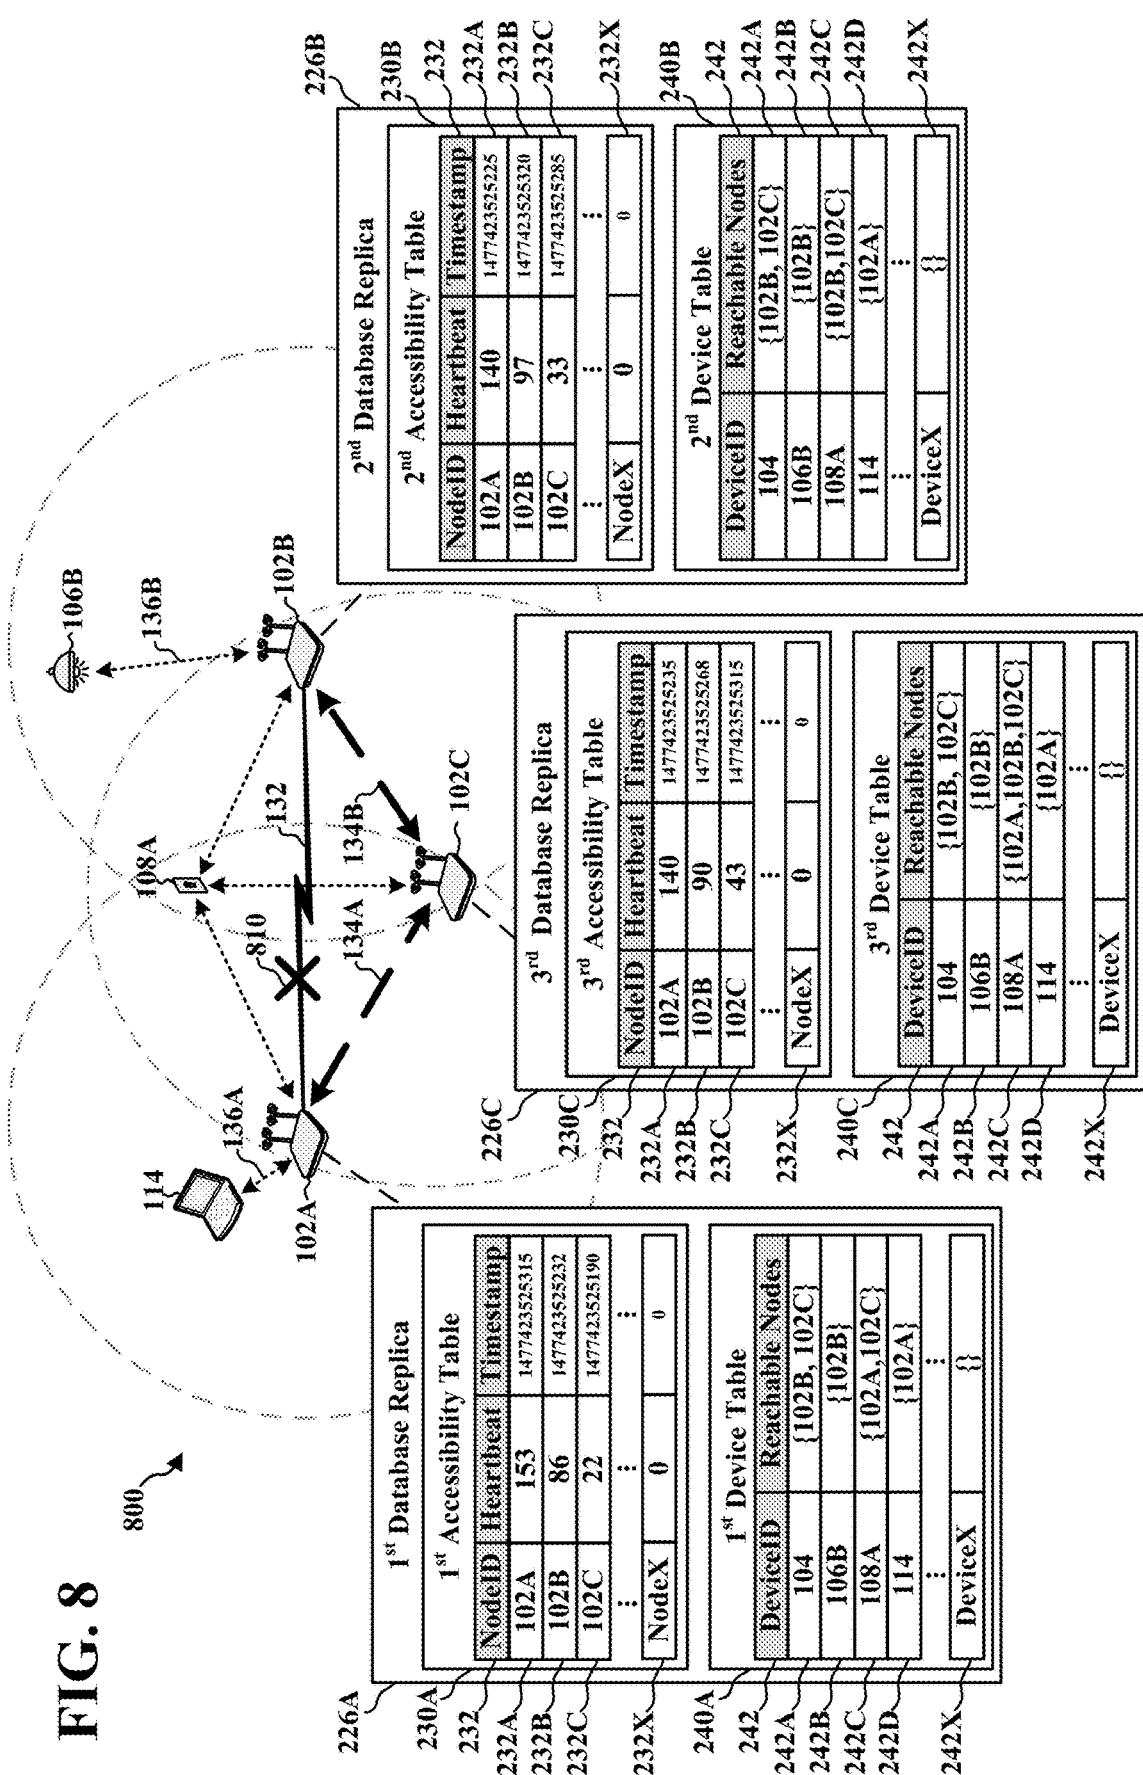 FIG. 8
800
114
136A
102A
108A
810
132
134A
134B
102C
106B
136B
102B
226A
230A
232
232A
232B
232C
232X
240A
242
242A
242B
242C
242D
242X
1st Database Replica
1st Accessibility Table
NodeID Heartbeat Timestamp
102A 153 1477423525315
102B 86 1477423525232
102C 22 1477423525190
... ... ...
NodeX 0 0
1st Device Table
DeviceID Reachable Nodes
104 {102B, 102C}
106B {102B}
108A {102A,102C}
114 {102A}
... ...
DeviceX {}
226C
230C
232
232A
232B
232C
232X
240C
242
242A
242B
242C
242D
242X
3rd Database Replica
3rd Accessibility Table
NodeID Heartbeat Timestamp
102A 140 1477423525235
102B 90 1477423525268
102C 43 1477423525315
... ... ...
NodeX 0 0
3rd Device Table
DeviceID Reachable Nodes
104 {102B, 102C}
106B {102B}
108A {102A,102B,102C}
114 {102A}
... ...
DeviceX {}
226B
230B
232
232A
232B
232C
232X
240B
242
242A
242B
242C
242D
242X
2nd Database Replica
2nd Accessibility Table
NodeID Heartbeat Timestamp
102A 140 1477423525225
102B 97 1477423525320
102C 33 1477423525285
... ... ...
NodeX 0 0
2nd Device Table
DeviceID Reachable Nodes
104 {102B, 102C}
106B {102B}
108A {102B,102C}
114 {102A}
... ...
DeviceX {}